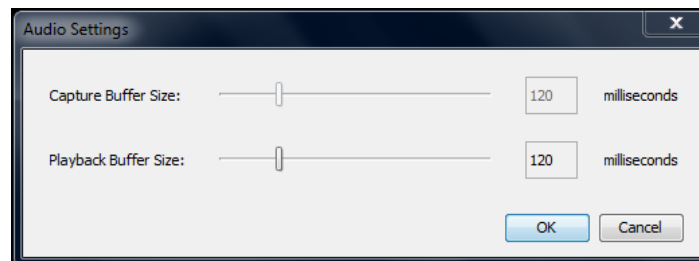 Audio Settings
Capture Buffer Size: 120 milliseconds
Playback Buffer Size: 120 milliseconds
OK Cancel